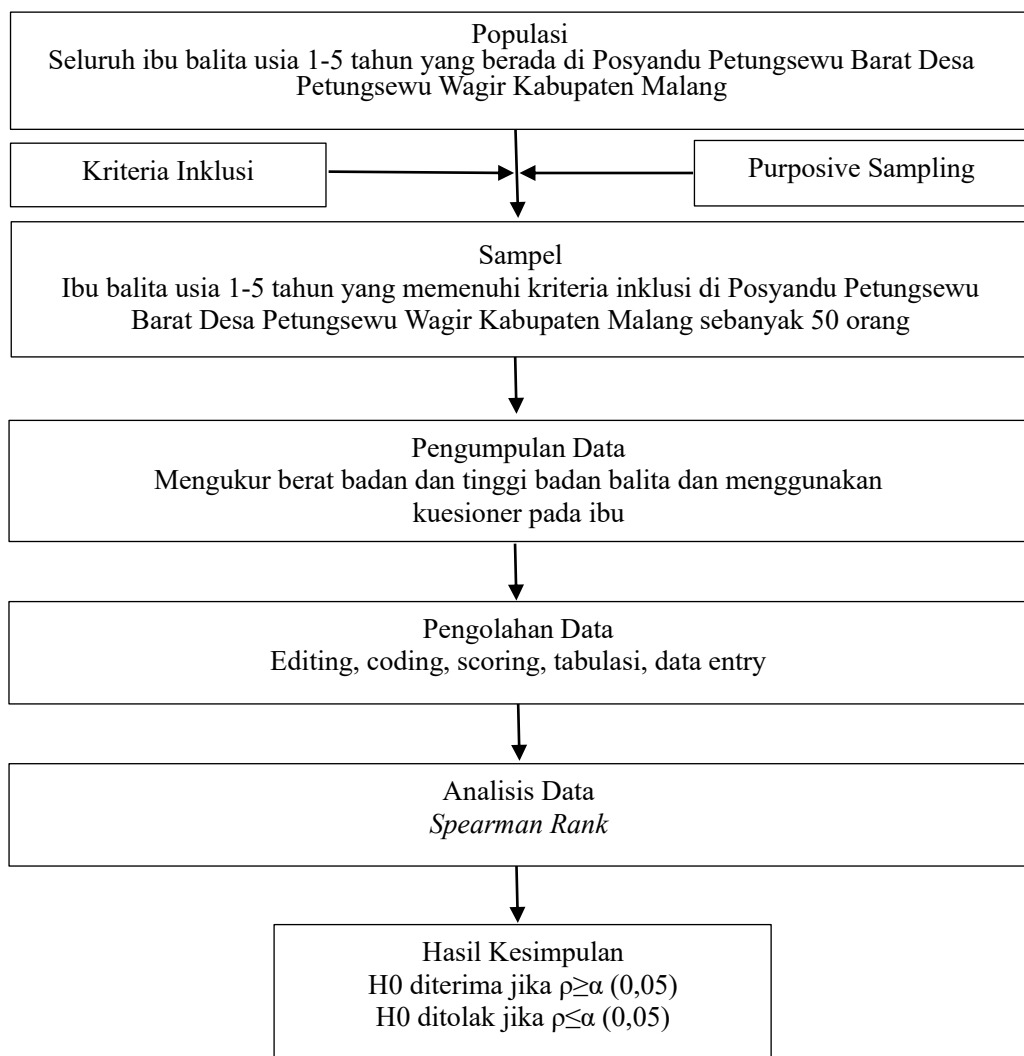 Populasi
Seluruh ibu balita usia 1-5 tahun yang berada di Posyandu Petungsewu Barat Desa
Petungsewu Wagir Kabupaten Malang
Kriteria Inklusi
Purposive Sampling
Sampel
Ibu balita usia 1-5 tahun yang memenuhi kriteria inklusi di Posyandu Petungsewu
Barat Desa Petungsewu Wagir Kabupaten Malang sebanyak 50 orang
Pengumpulan Data
Mengukur berat badan dan tinggi badan balita dan menggunakan
kuesioner pada ibu
Pengolahan Data
Editing, coding, scoring, tabulasi, data entry
Analisis Data
Spearman Rank
Hasil Kesimpulan
H0 diterima jika ρ≥α (0,05)
H0 ditolak jika ρ≤α (0,05)